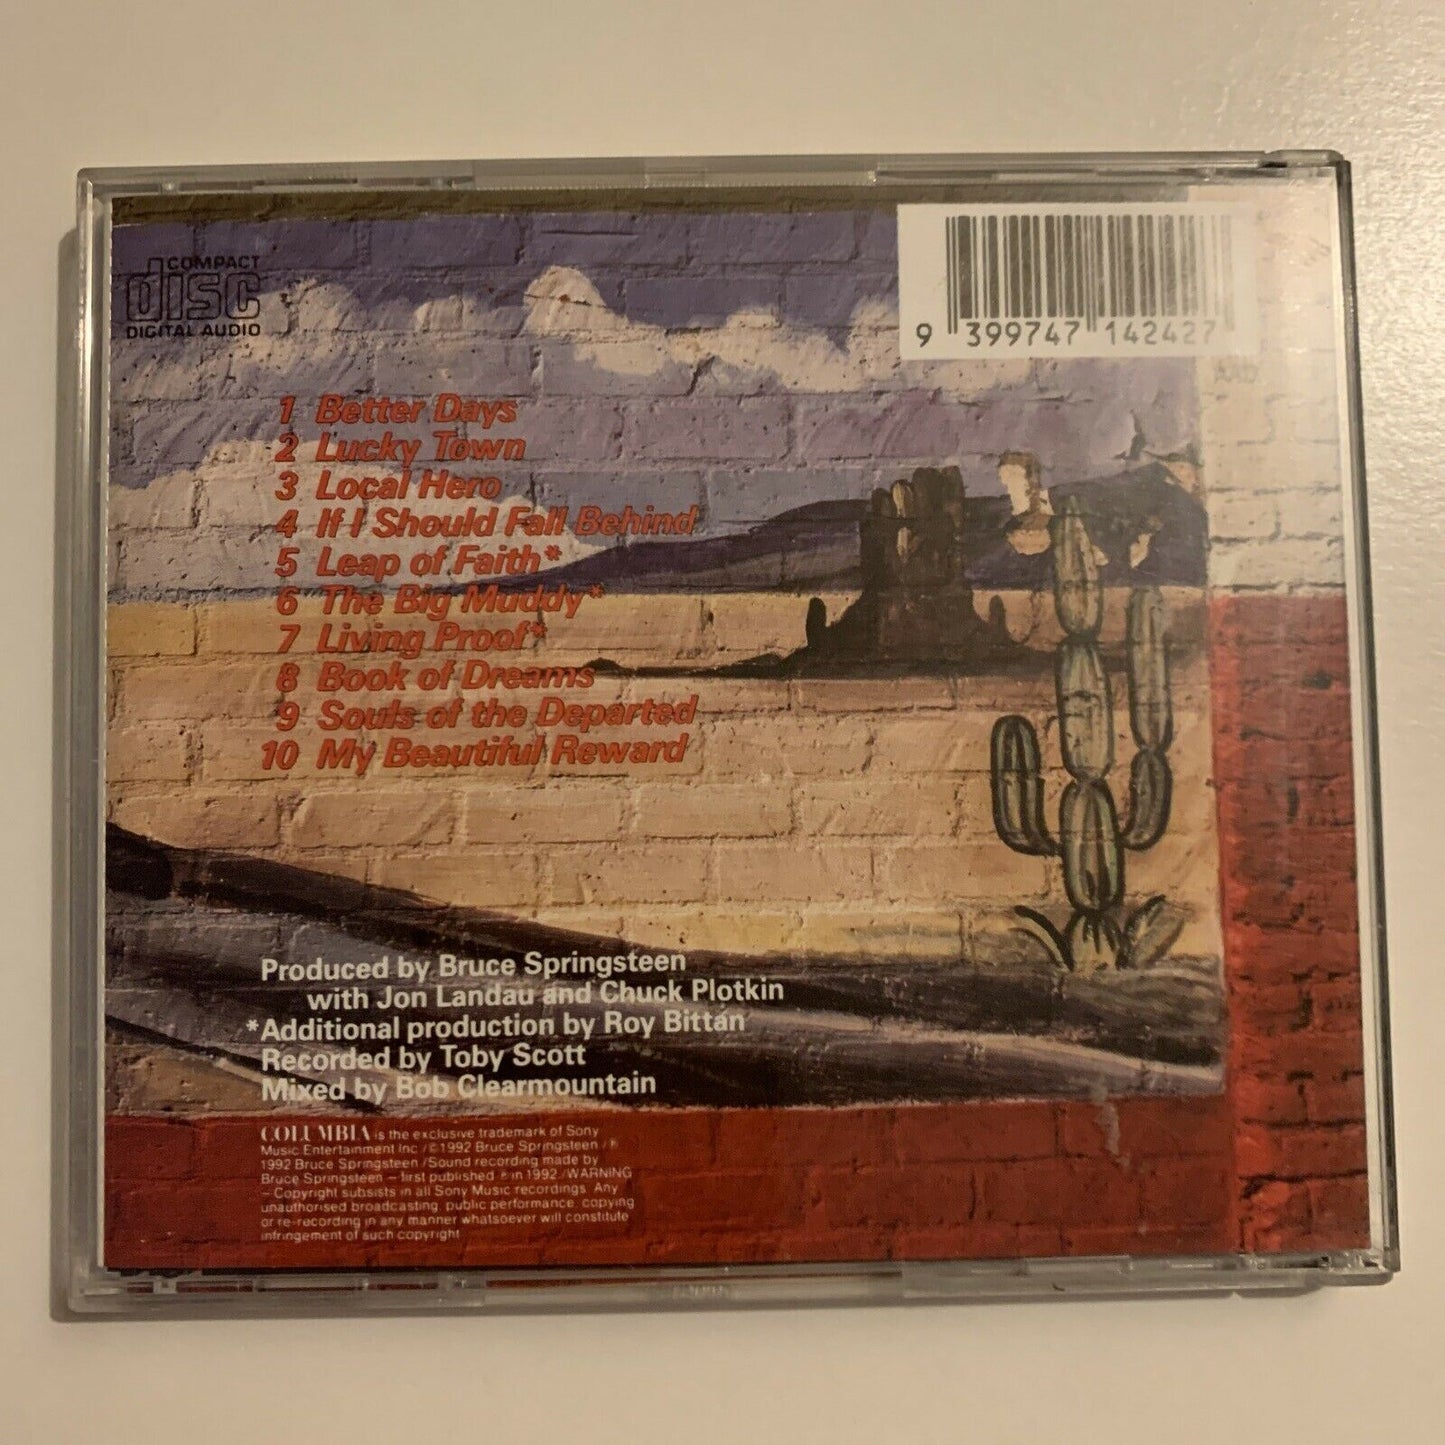 COMPACT
disc
DIGITAL AUDIO
9 399747 142427
1 Better Days
2 Lucky Town
3 Local Hero
4 If I Should Fall Behind
5 Leap of Faith*
6 The Big Muddy*
7 Living Proof*
8 Book of Dreams
9 Souls of the Departed
10 My Beautiful Reward
Produced by Bruce Springsteen
with Jon Landau and Chuck Plotkin
*Additional production by Roy Bittan
Recorded by Toby Scott
Mixed by Bob Clearmountain
COLUMBIA is the exclusive trademark of Sony
Music Entertainment Inc /©1992 Bruce Springsteen /℗
1992 Bruce Springsteen /Sound recording made by
Bruce Springsteen – first published ℗ in 1992 /WARNING
– Copyright subsists in all Sony Music recordings. Any
unauthorised broadcasting, public performance, copying
or re-recording in any manner whatsoever will constitute
infringement of such copyright